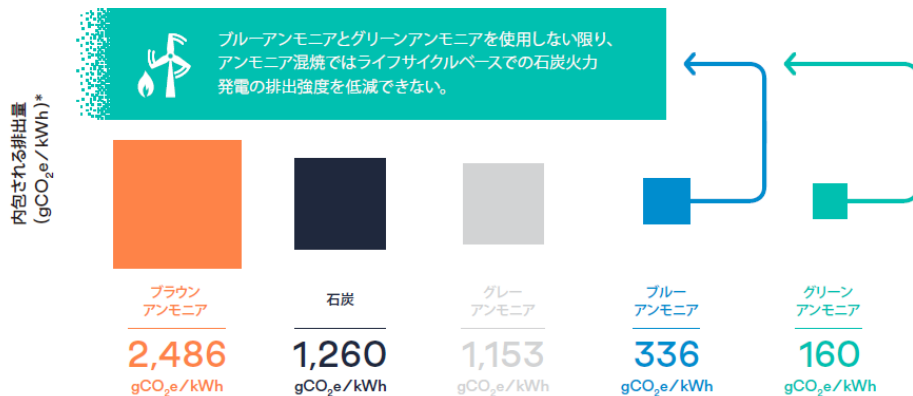 ブルーアンモニアとグリーンアンモニアを使用しない限り、
アンモニア混焼ではライフサイクルベースでの石炭火力
発電の排出強度を低減できない。
内包される排出量
(gCO₂e/kWh)*
ブラウン
アンモニア
2,486
gCO₂e/kWh
石炭
1,260
gCO₂e/kWh
グレー
アンモニア
1,153
gCO₂e/kWh
ブルー
アンモニア
336
gCO₂e/kWh
グリーン
アンモニア
160
gCO₂e/kWh